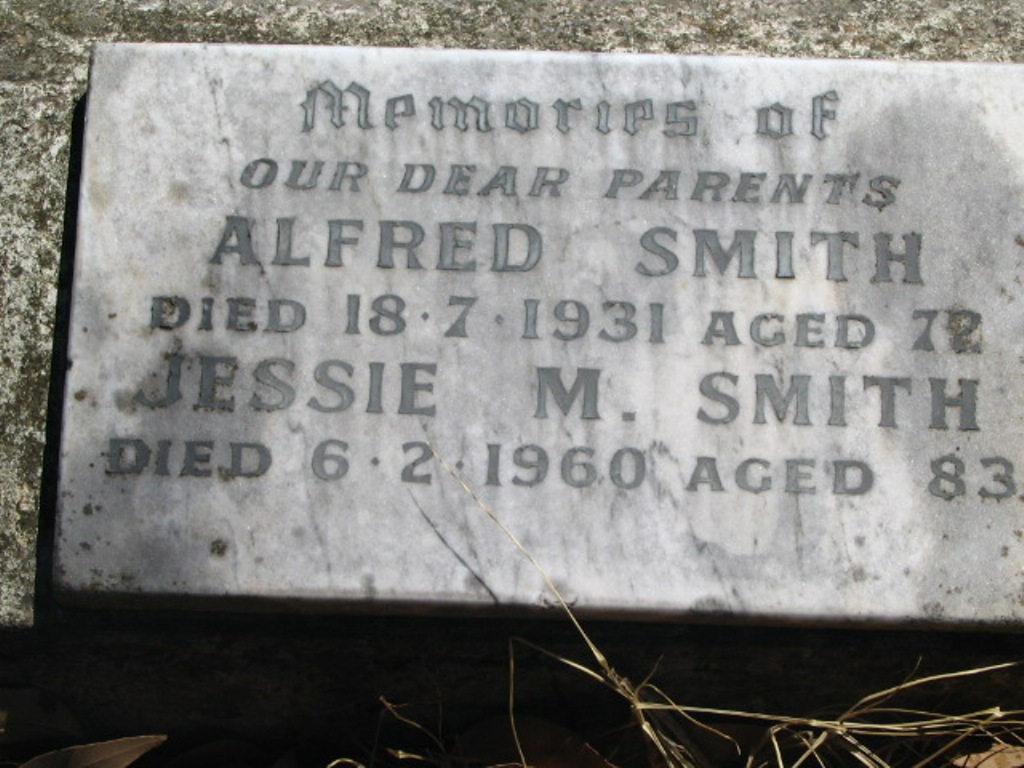 Memories of
OUR DEAR PARENTS
ALFRED SMITH
DIED 18·7·1931 AGED 72
JESSIE M. SMITH
DIED 6·2·1960 AGED 83.